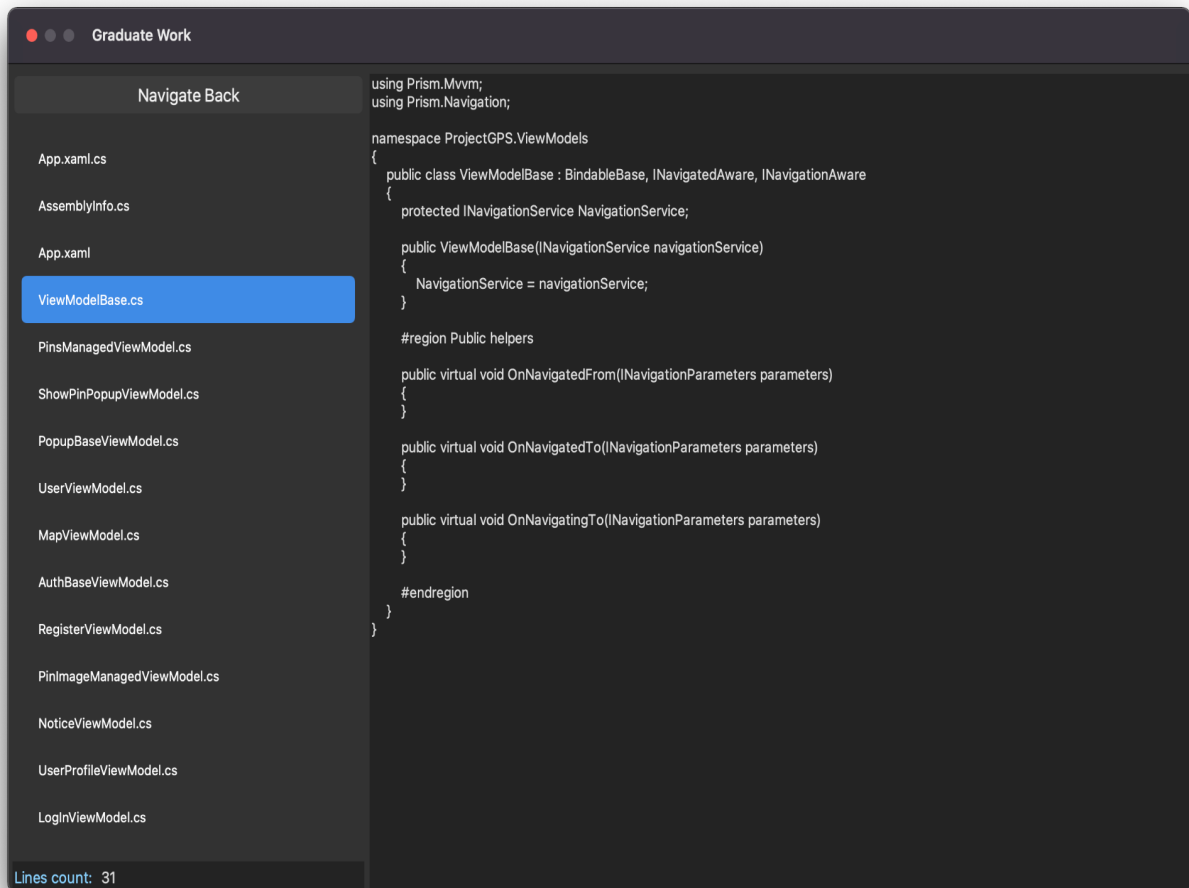 Graduate Work
Navigate Back
App.xaml.cs
AssemblyInfo.cs
App.xaml
ViewModelBase.cs
PinsManagedViewModel.cs
ShowPinPopupViewModel.cs
PopupBaseViewModel.cs
UserViewModel.cs
MapViewModel.cs
AuthBaseViewModel.cs
RegisterViewModel.cs
PinImageManagedViewModel.cs
NoticeViewModel.cs
UserProfileViewModel.cs
LogInViewModel.cs
Lines count: 31
using Prism.Mvvm;
using Prism.Navigation;
namespace ProjectGPS.ViewModels
{
public class ViewModelBase : BindableBase, INavigatedAware, INavigationAware
{
protected INavigationService NavigationService;
public ViewModelBase(INavigationService navigationService)
{
NavigationService = navigationService;
}
#region Public helpers
public virtual void OnNavigatedFrom(INavigationParameters parameters)
{
}
public virtual void OnNavigatedTo(INavigationParameters parameters)
{
}
public virtual void OnNavigatingTo(INavigationParameters parameters)
{
}
#endregion
}
}